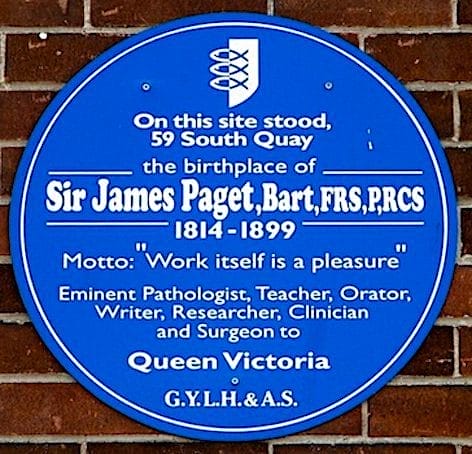 On this site stood,
59 South Quay
the birthplace of
Sir James Paget,Bart,FRS,P,RCS
1814-1899
Motto:"Work itself is a pleasure"
Eminent Pathologist, Teacher, Orator,
Writer, Researcher, Clinician
and Surgeon to
Queen Victoria
G.Y.L.H.&A.S.